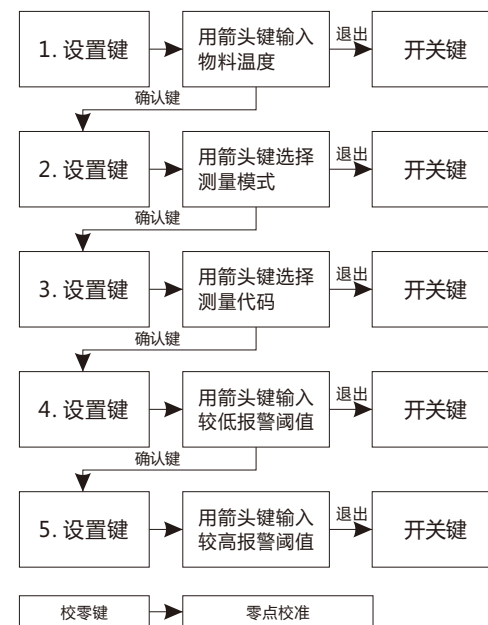 1. 设置键
用箭头键输入
物料温度
退出
开关键
确认键
2. 设置键
用箭头键选择
测量模式
退出
开关键
确认键
3. 设置键
用箭头键选择
测量代码
退出
开关键
确认键
4. 设置键
用箭头键输入
较低报警阈值
退出
开关键
确认键
5. 设置键
用箭头键输入
较高报警阈值
退出
开关键
校零键
零点校准